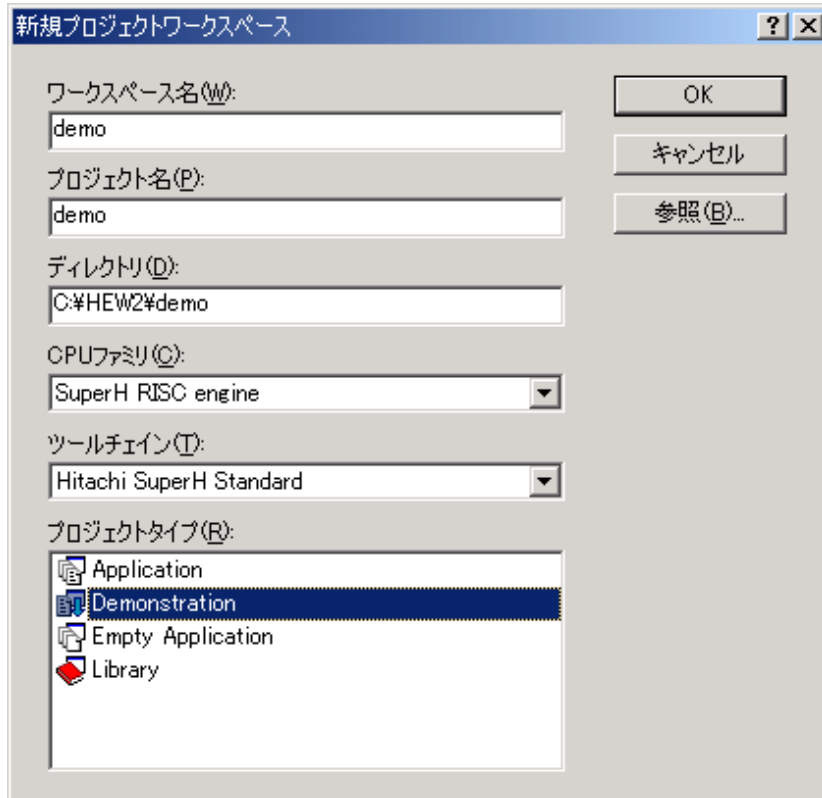 新規プロジェクトワークスペース
ワークスペース名(W):
demo
OK
キャンセル
プロジェクト名(P):
demo
参照(B)...
ディレクトリ(D):
C:¥HEW2¥demo
CPUファミリ(C):
SuperH RISC engine
ツールチェイン(T):
Hitachi SuperH Standard
プロジェクトタイプ(R):
Application
Demonstration
Empty Application
Library